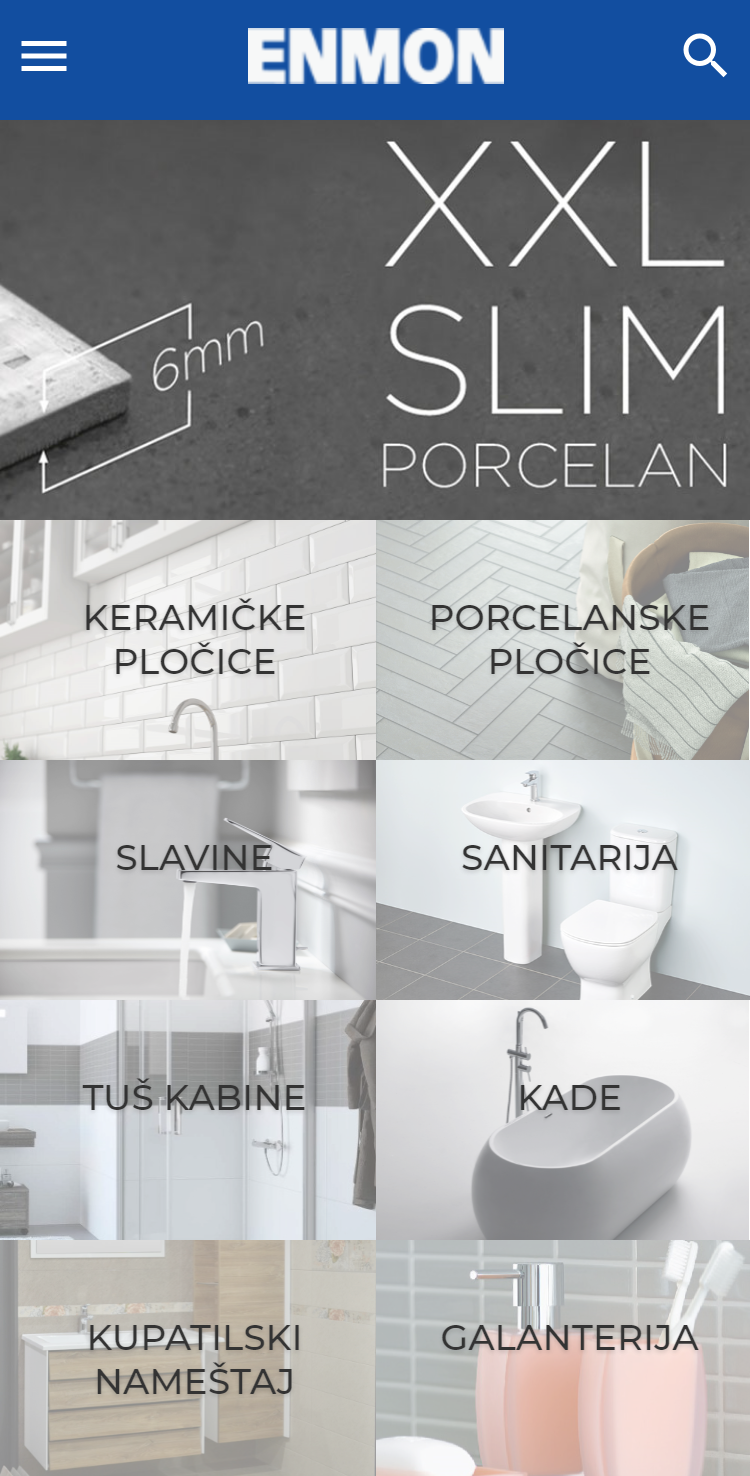 ENMON
XXL
SLIM
PORCELAN
6mm
KERAMIČKE
PLOČICE
PORCELANSKE
PLOČICE
SLAVINE
SANITARIJA
TUŠ KABINE
KADE
KUPATILSKI
NAMEŠTAJ
GALANTERIJA